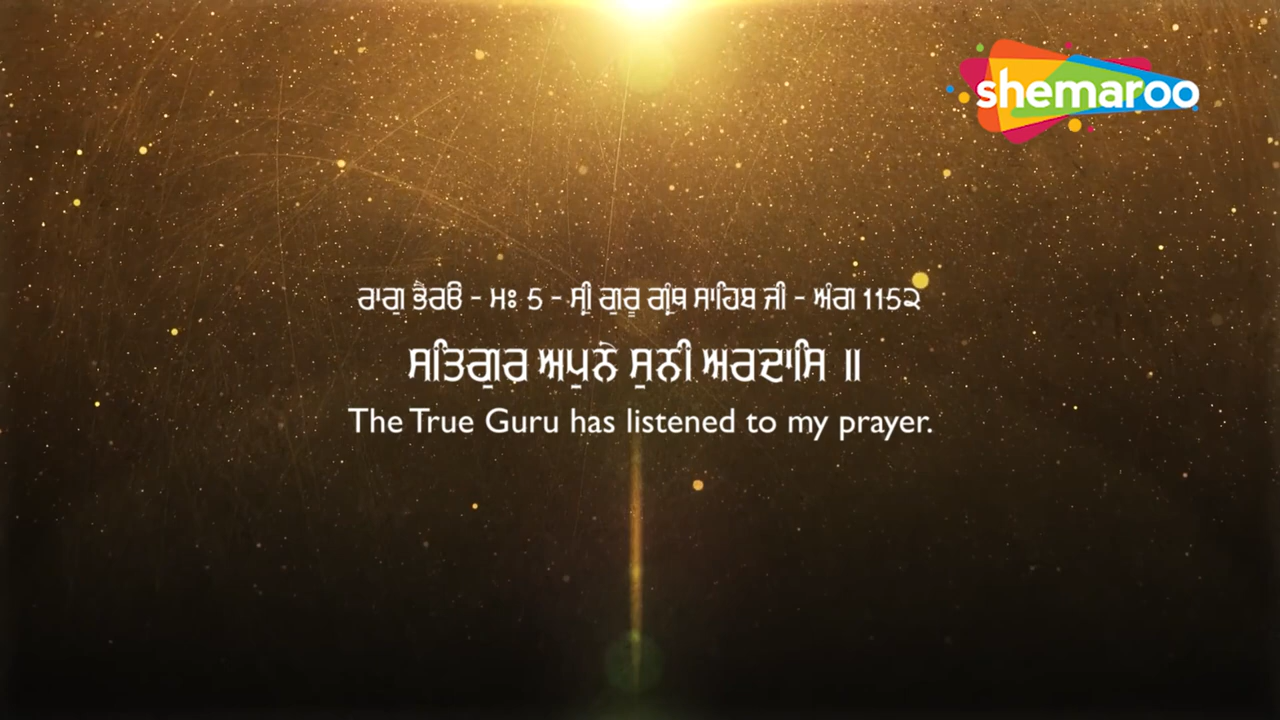 shemaroo
ਰਾਗੁ ਭੈਰਉ - ਮਃ 5 - ਸ੍ਰੀ ਗੁਰੂ ਗ੍ਰੰਥ ਸਾਹਿਬ ਜੀ - ਅੰਗ 115੨
ਸਤਿਗੁਰ ਅਪੁਨੇ ਸੁਨੀ ਅਰਦਾਸਿ ॥
The True Guru has listened to my prayer.